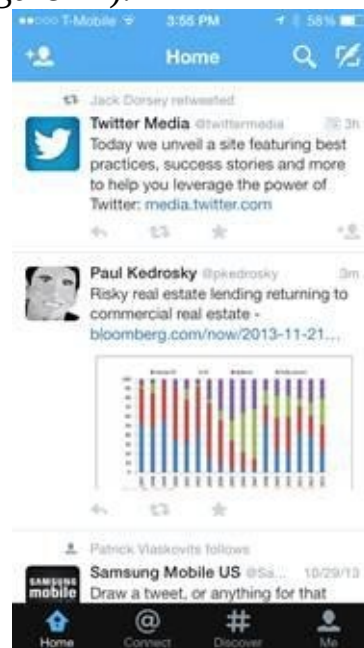 T-Mobile 3:55 PM 58%
Home
Jack Dorsey retweeted
Twitter Media @twittermedia 3h
Today we unveil a site featuring best
practices, success stories and more
to help you leverage the power of
Twitter: media.twitter.com
Paul Kedrosky @pkedrosky 3m
Risky real estate lending returning to
commercial real estate -
bloomberg.com/now/2013-11-21...
Patrick Vlaskovits follows
SAMSUNG
mobile
Samsung Mobile US @Sa... 10/29/13
Draw a tweet, or anything for that
Home Connect Discover Me